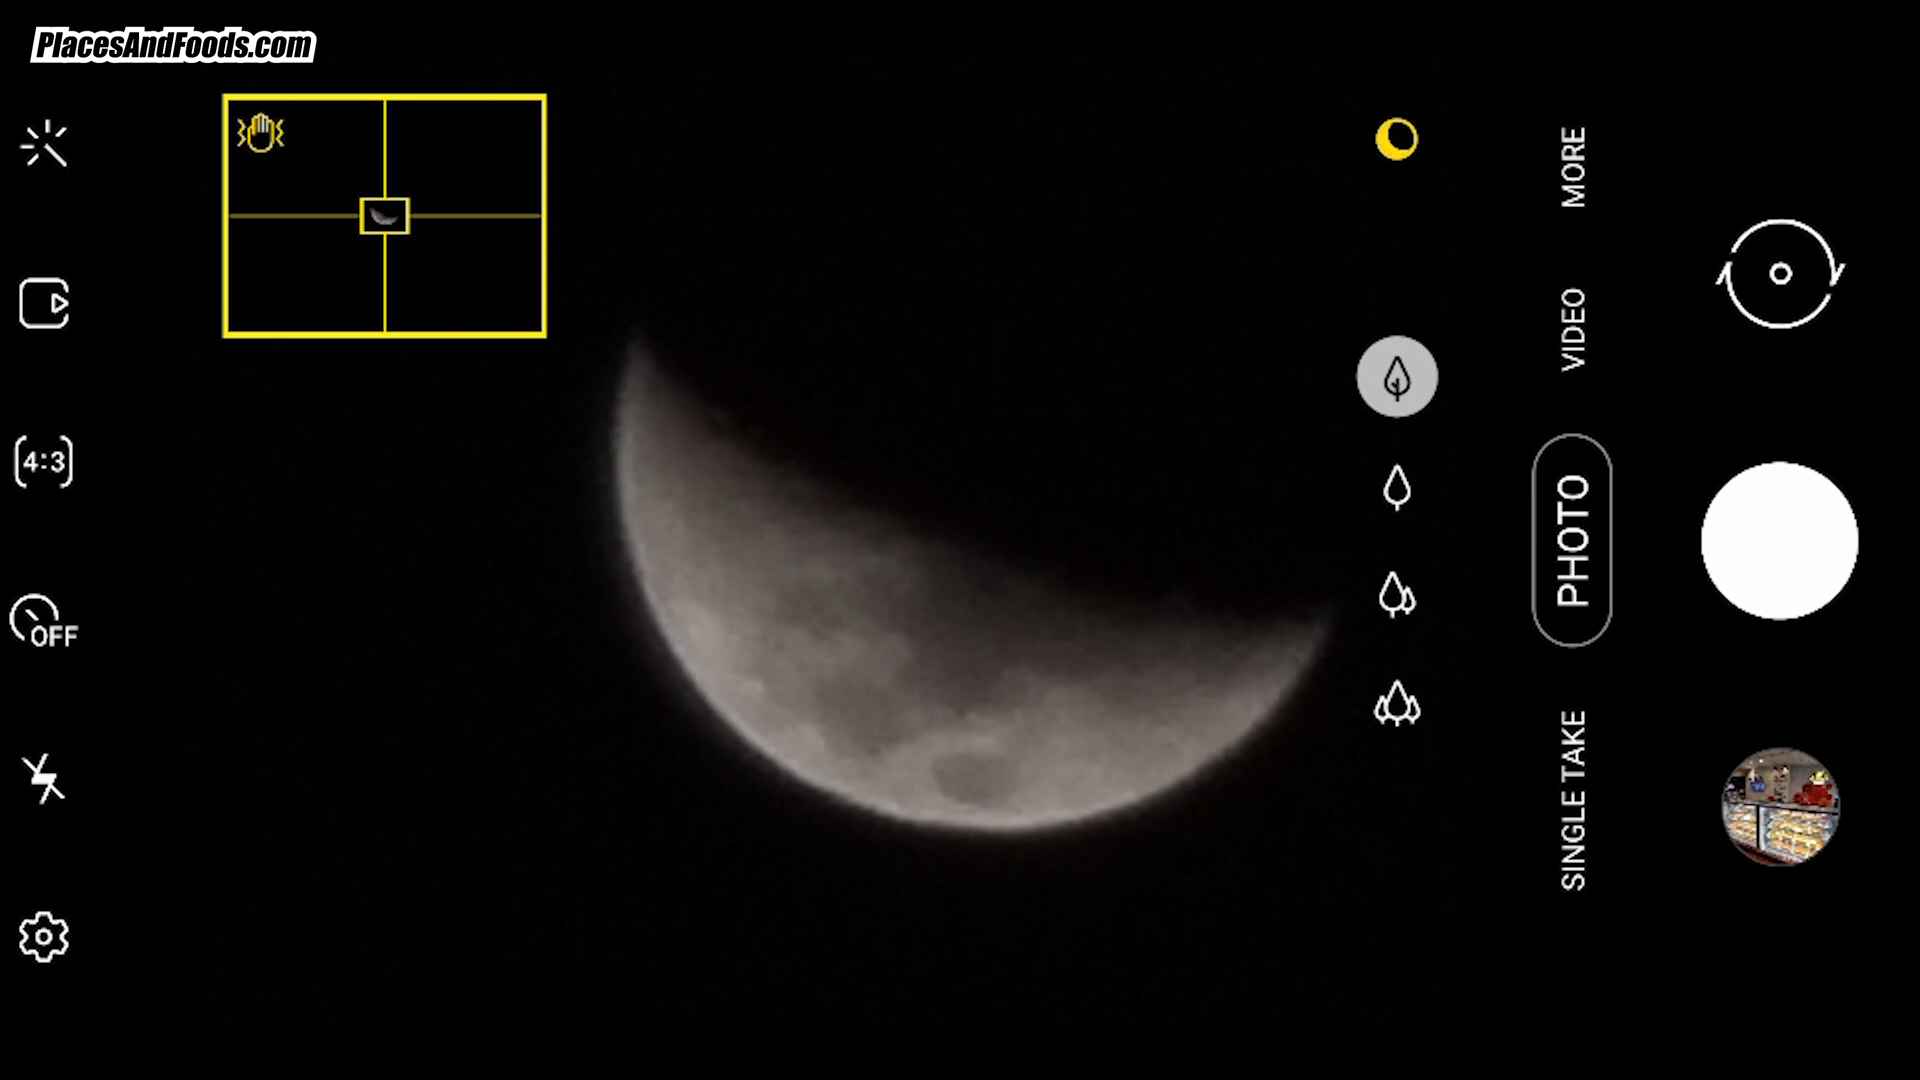 PlacesAndFoods.com
4:3
OFF
MORE
VIDEO
PHOTO
SINGLE TAKE